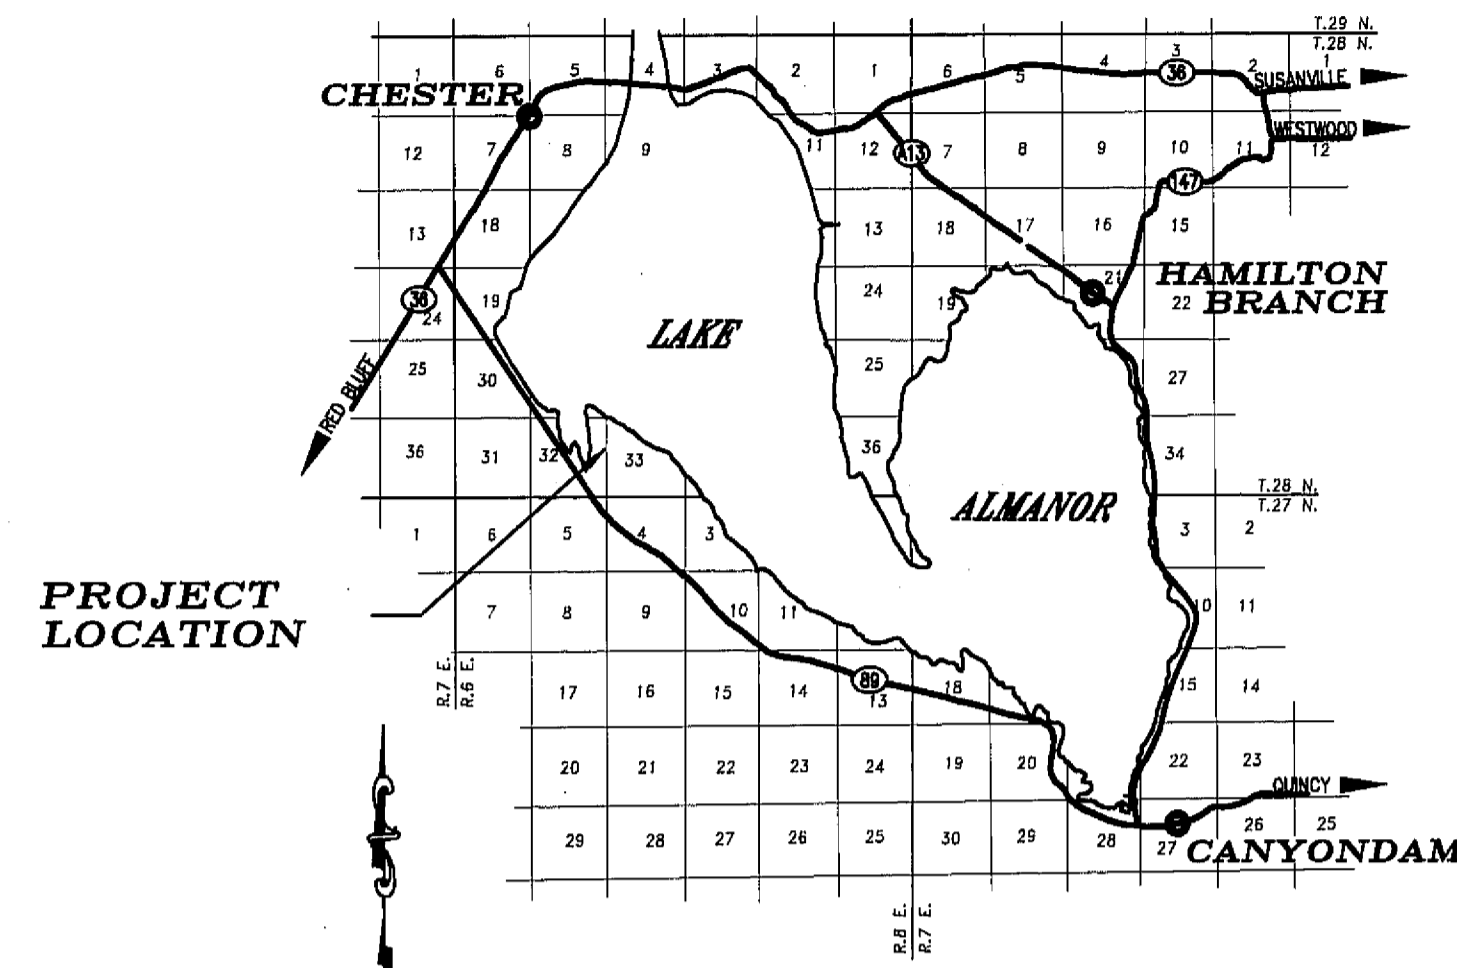 T.29 N.
T.28 N.
1 6 5 4 3 2 1 6 5 4 3 2 1
36
SUSANVILLE
CHESTER
WESTWOOD
12 7 8 9 11 12 A13 7 8 9 10 11 12
147
13 18 13 18 17 16 15
HAMILTON
BRANCH
36
24 19 24 19 21 22
LAKE
25 30 25 27
RED BLUFF
36 31 32 33 36 34
T.28 N.
T.27 N.
ALMANOR
1 6 5 4 3 3 2
PROJECT
LOCATION
7 8 9 10 11 10 11
R.7 E.
R.6 E.
17 16 15 14 89 13 18 15 14
20 21 22 23 24 19 20 22 23
QUINCY
29 28 27 26 25 30 29 28 27 26 25
CANYONDAM
R.8 E.
R.7 E.